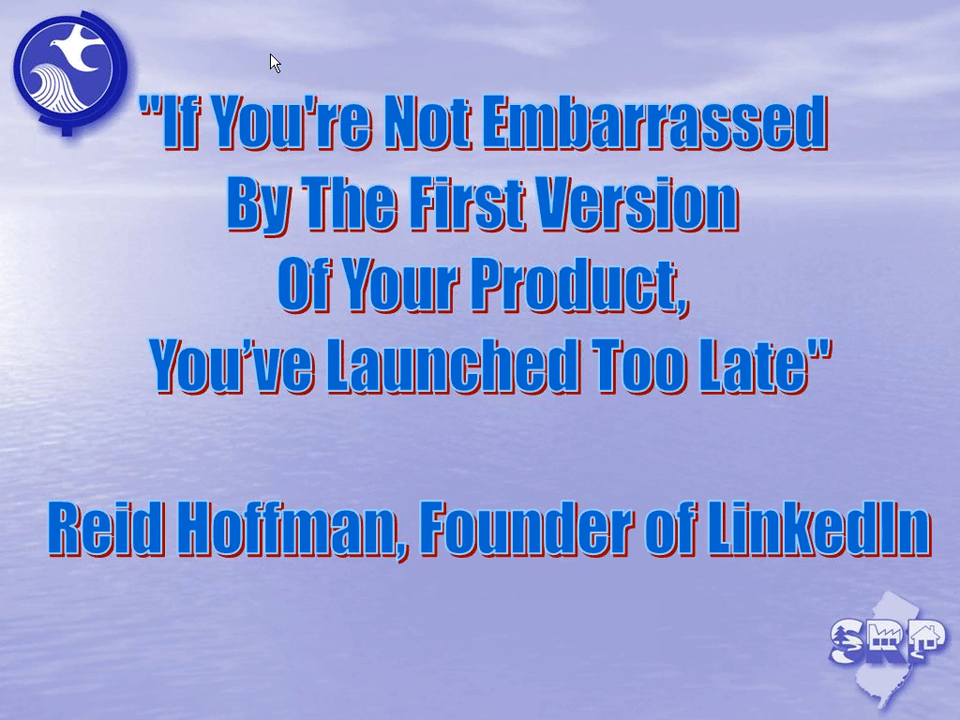 "If You're Not Embarrassed
By The First Version
Of Your Product,
You’ve Launched Too Late"
Reid Hoffman, Founder of LinkedIn
SRP